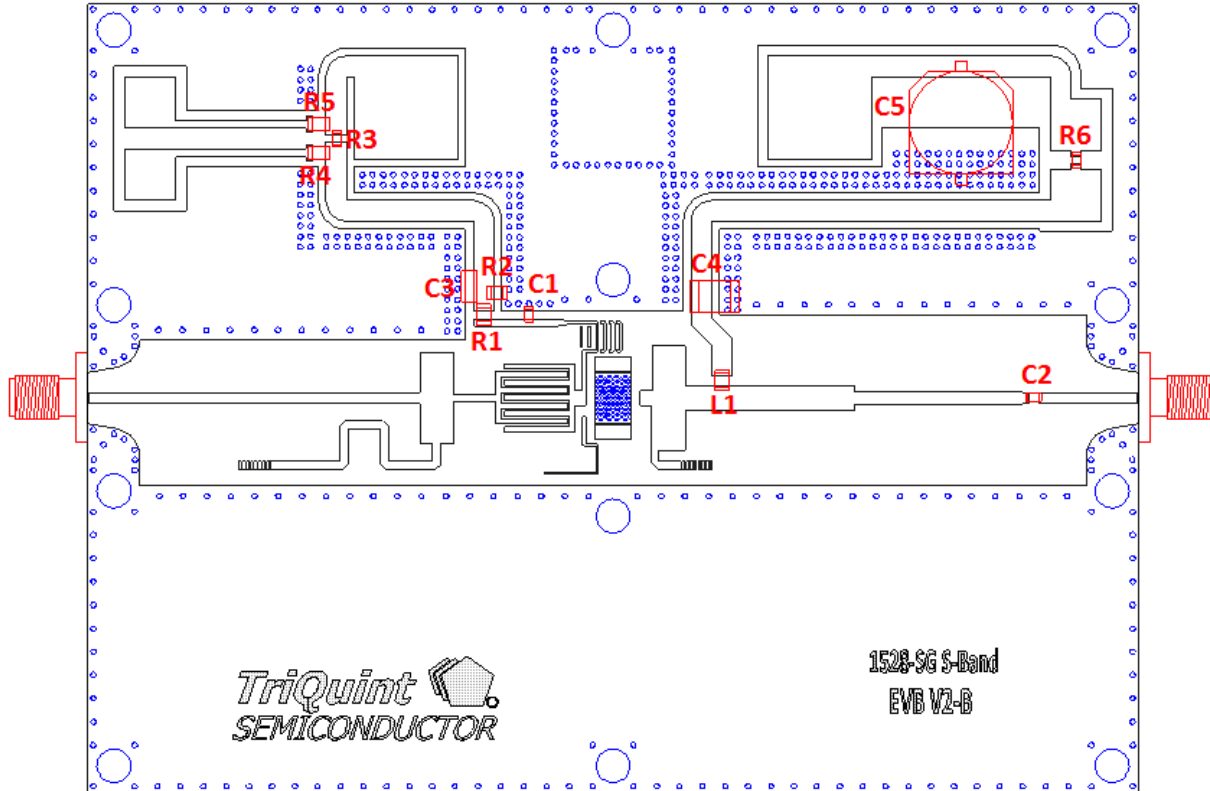 R5
R3
R4
C5
R6
R2
C3
C1
R1
C4
L1
C2
TriQuint
SEMICONDUCTOR
1528-SG S-Band
EVB V2-B